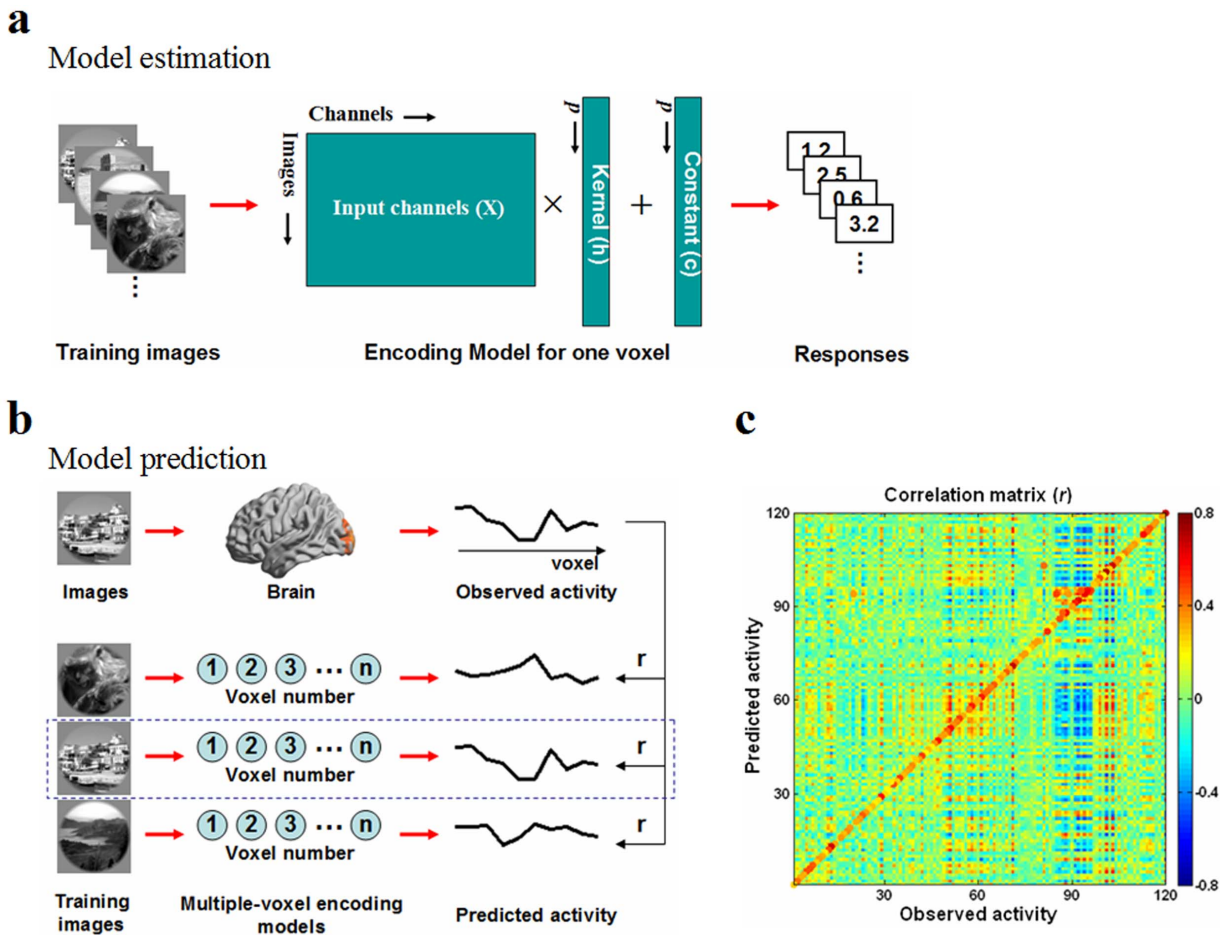 a
Model estimation
Channels
Images
Input channels (X)
×
p
Kernel (h)
+
p
Constant (c)
1.2
2.5
0.6
3.2
...
...
Training images
Encoding Model for one voxel
Responses
b
Model prediction
voxel
Images
Brain
Observed activity
1 2 3 ... n
Voxel number
r
1 2 3 ... n
Voxel number
r
1 2 3 ... n
Voxel number
r
Training
images
Multiple-voxel encoding
models
Predicted activity
c
Correlation matrix (r)
120
90
60
30
Predicted activity
30
60
90
120
Observed activity
0.8
0.4
0
-0.4
-0.8